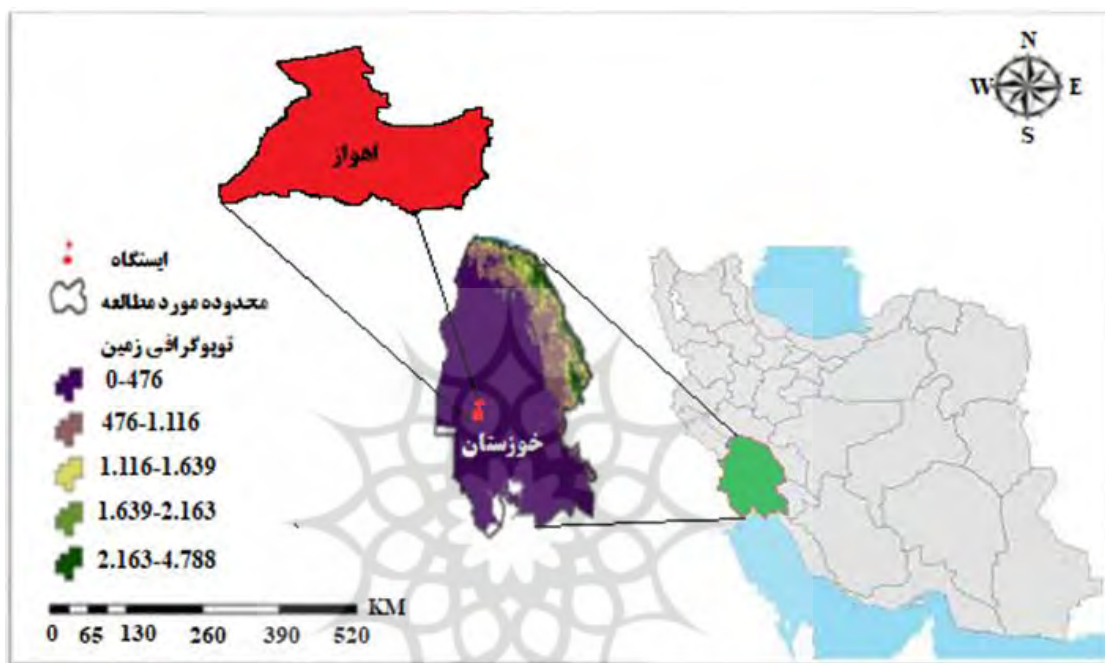 N
W E
S
اهواز
ایستگاه
محدوده مورد مطالعه
توپوگرافی زمین
0-476
476-1.116
1.116-1.639
1.639-2.163
2.163-4.788
خوزستان
KM
0 65 130 260 390 520